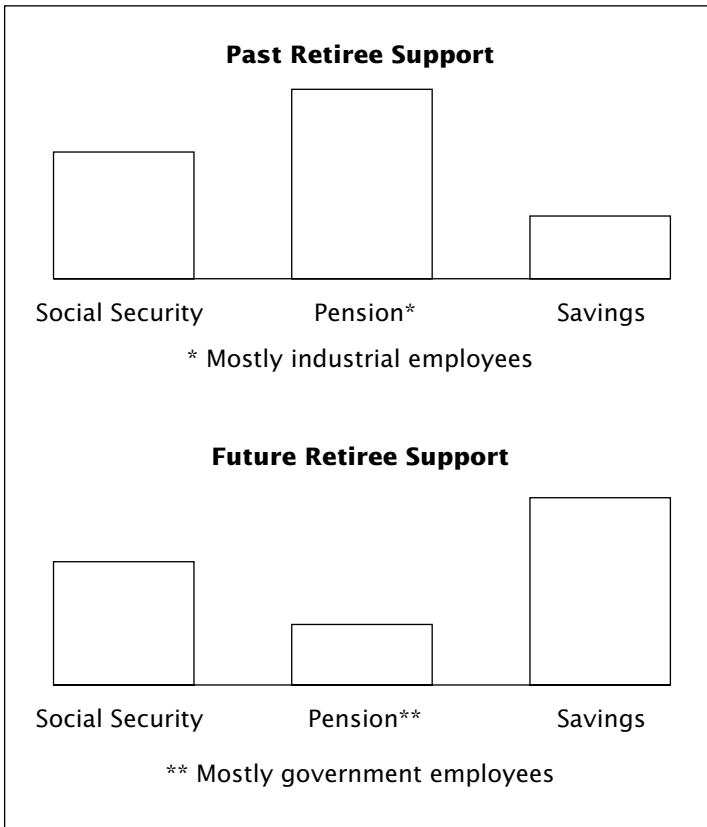 Past Retiree Support
Social Security Pension* Savings
* Mostly industrial employees
Future Retiree Support
Social Security Pension** Savings
** Mostly government employees